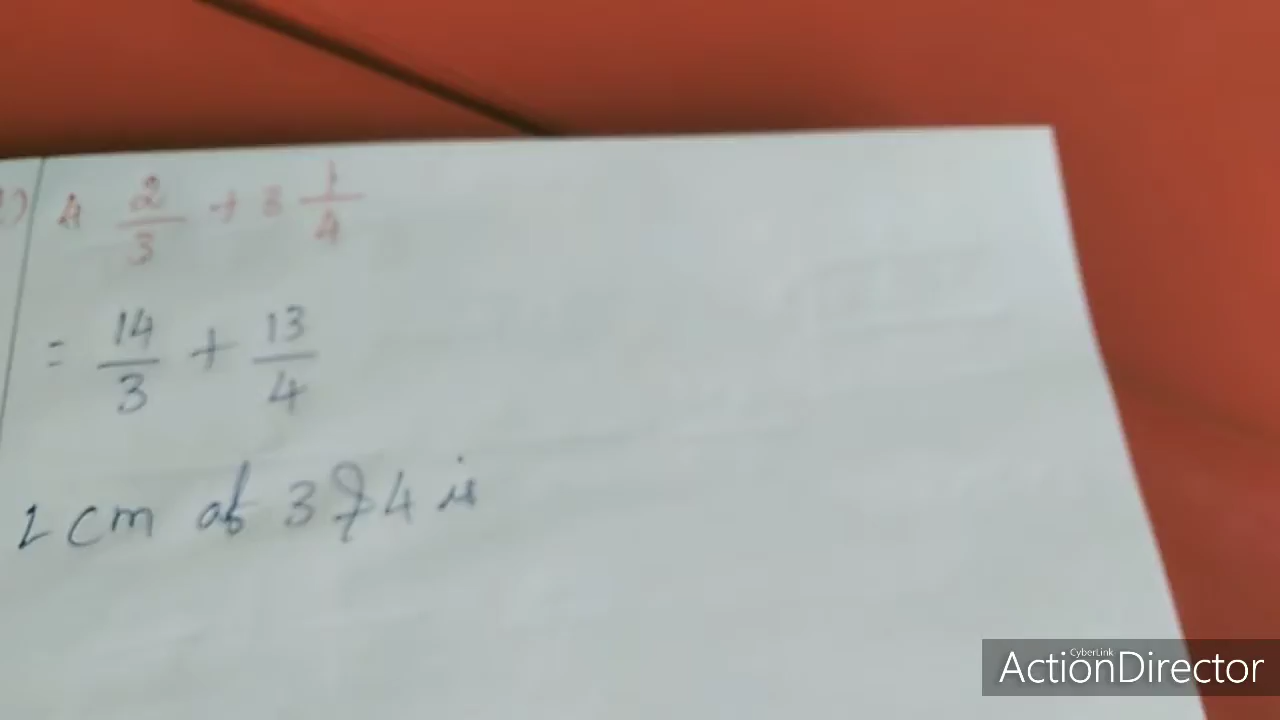 4 2/3 + 3 1/4
= 14/3 + 13/4
LCM of 3 & 4 is
CyberLink
ActionDirector